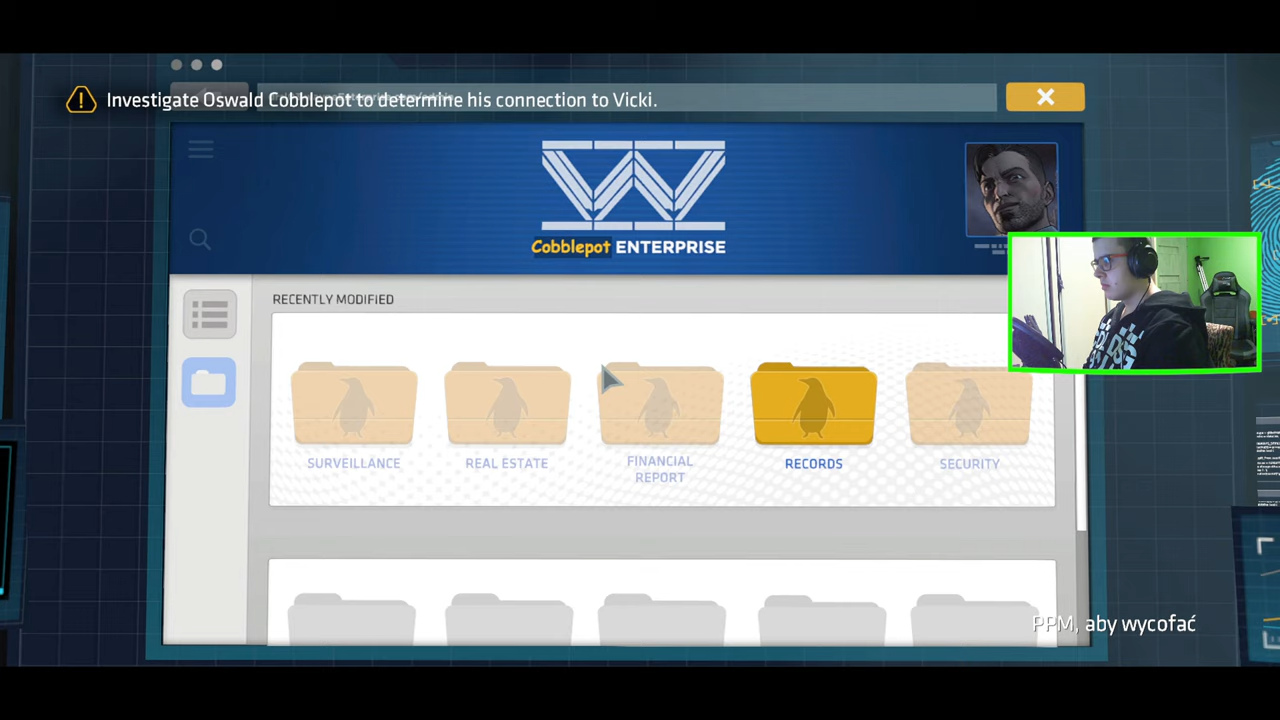 Investigate Oswald Cobblepot to determine his connection to Vicki.
Cobblepot ENTERPRISE
RECENTLY MODIFIED
SURVEILLANCE
REAL ESTATE
FINANCIAL
REPORT
RECORDS
SECURITY
PPM, aby wycofać